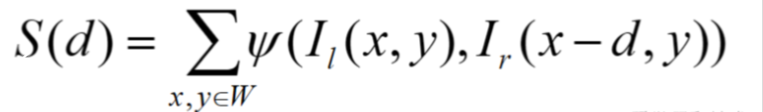 S(d) = ∑ ψ(I_l(x, y), I_r(x − d, y))
x,y∈W